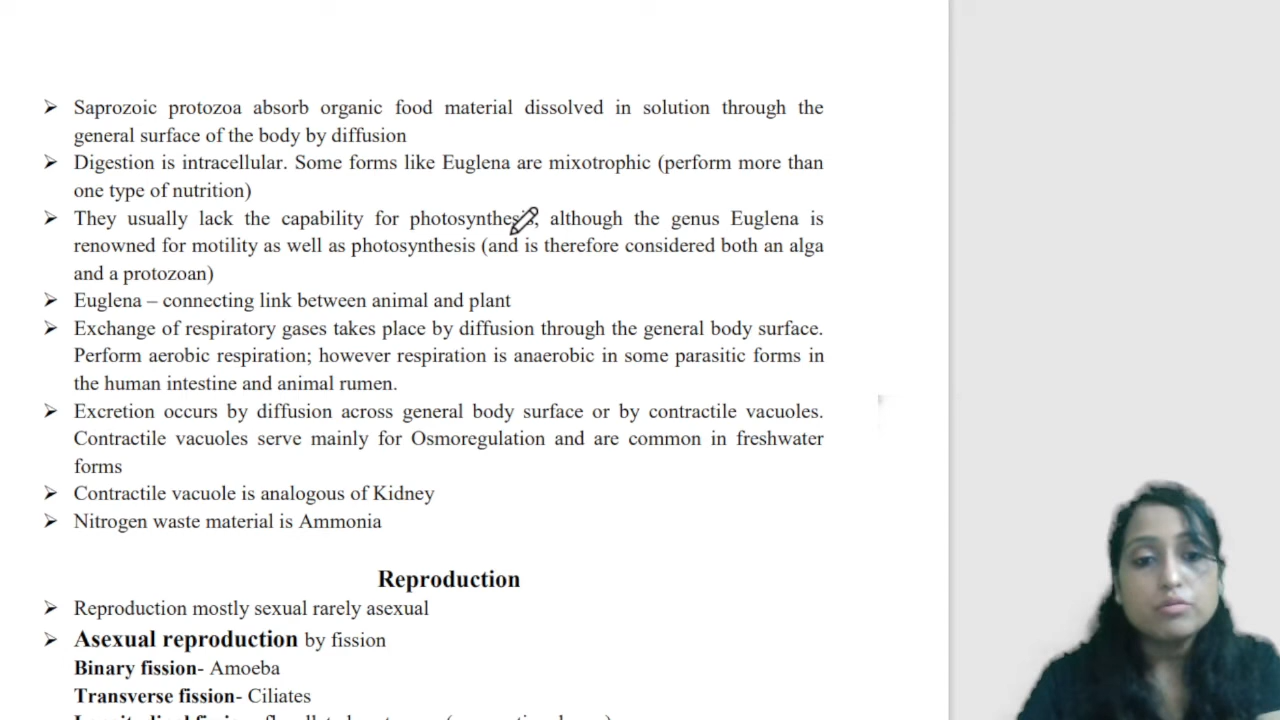 ➢ Saprozoic protozoa absorb organic food material dissolved in solution through the
general surface of the body by diffusion
➢ Digestion is intracellular. Some forms like Euglena are mixotrophic (perform more than
one type of nutrition)
➢ They usually lack the capability for photosynthesis, although the genus Euglena is
renowned for motility as well as photosynthesis (and is therefore considered both an alga
and a protozoan)
➢ Euglena – connecting link between animal and plant
➢ Exchange of respiratory gases takes place by diffusion through the general body surface.
Perform aerobic respiration; however respiration is anaerobic in some parasitic forms in
the human intestine and animal rumen.
➢ Excretion occurs by diffusion across general body surface or by contractile vacuoles.
Contractile vacuoles serve mainly for Osmoregulation and are common in freshwater
forms
➢ Contractile vacuole is analogous of Kidney
➢ Nitrogen waste material is Ammonia
Reproduction
➢ Reproduction mostly sexual rarely asexual
➢ Asexual reproduction by fission
Binary fission- Amoeba
Transverse fission- Ciliates